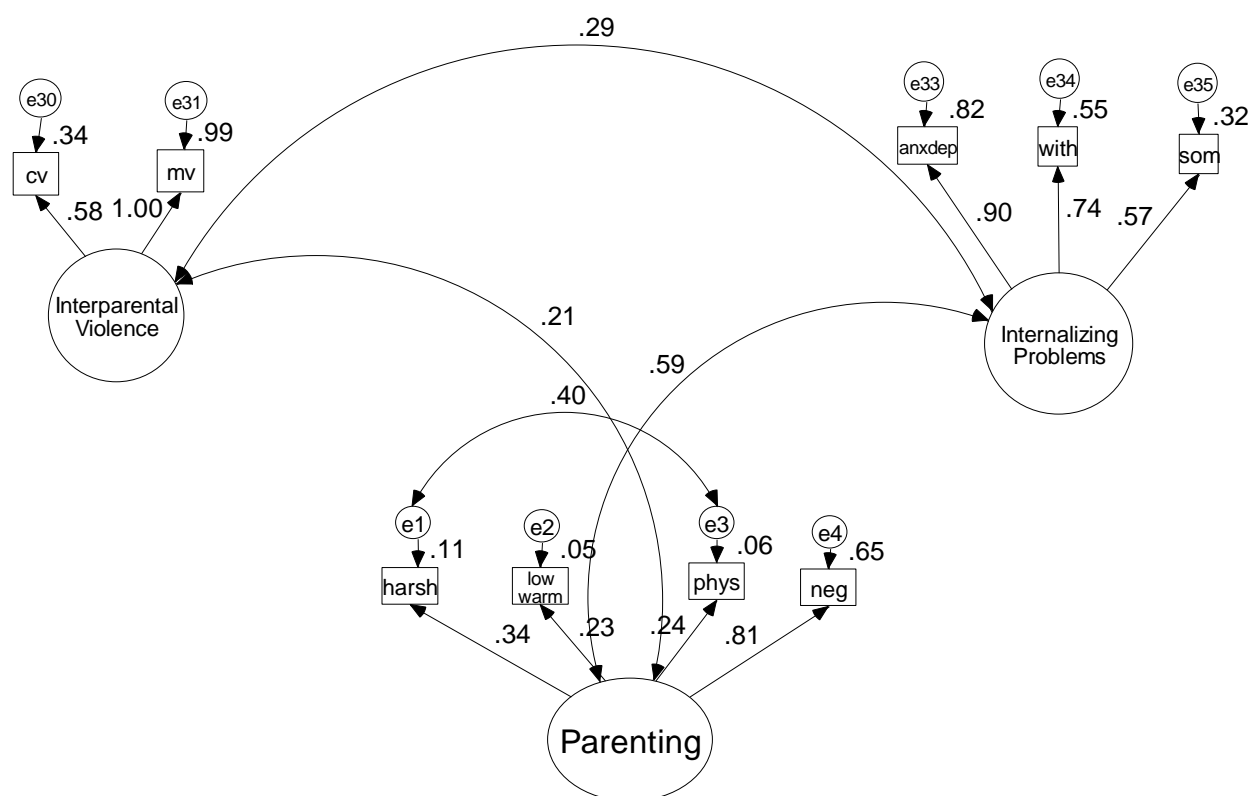 .29
e30
e31
e33
e34
e35
.34
.99
.82
.55
.32
cv
mv
anxdep
with
som
.58
1.00
.90
.74
.57
Interparental
Violence
Internalizing
Problems
.21
.59
.40
e1
e2
e3
e4
.11
.05
.06
.65
harsh
low
warm
phys
neg
.34
.23
.24
.81
Parenting